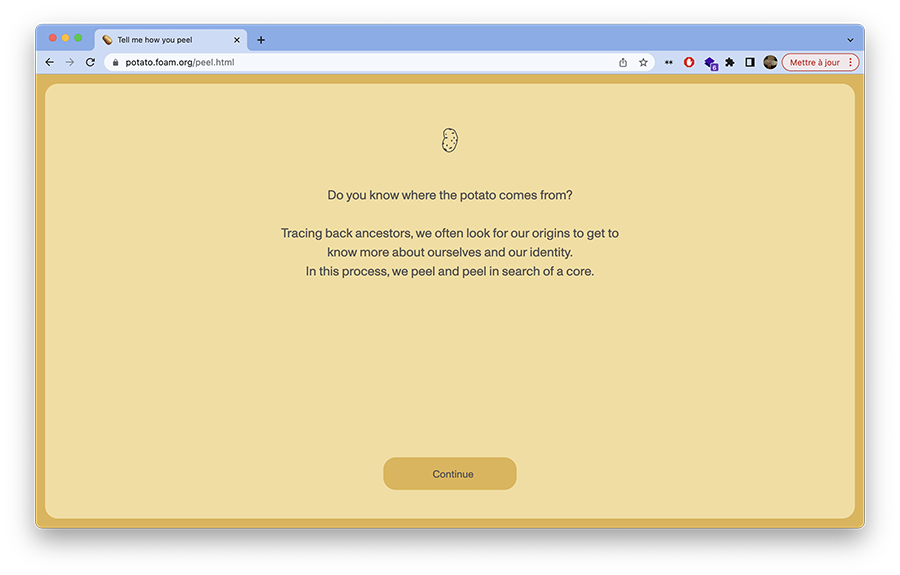 Tell me how you peel
potato.foam.org/peel.html
6
Mettre à jour
Do you know where the potato comes from?
Tracing back ancestors, we often look for our origins to get to
know more about ourselves and our identity.
In this process, we peel and peel in search of a core.
Continue